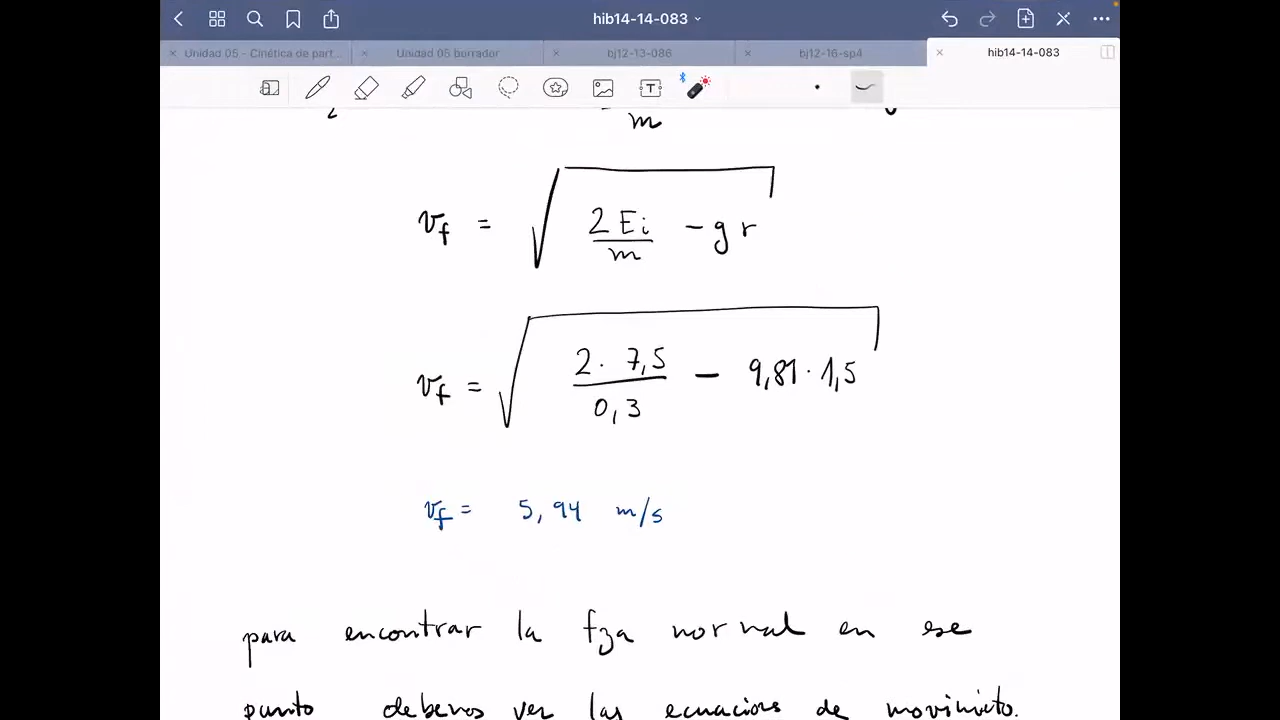 hib14-14-083
Unidad 05 - Cinética de part...
Unidad 05 borrador
bj12-13-086
bj12-16-sp4
hib14-14-083
m
v_f = √(2 Ei / m - g r)
v_f = √(2 · 7,5 / 0,3 - 9,81 · 1,5)
v_f = 5,94 m/s
para encontrar la fza normal en ese
punto debemos ver las ecuacions de movimiento.